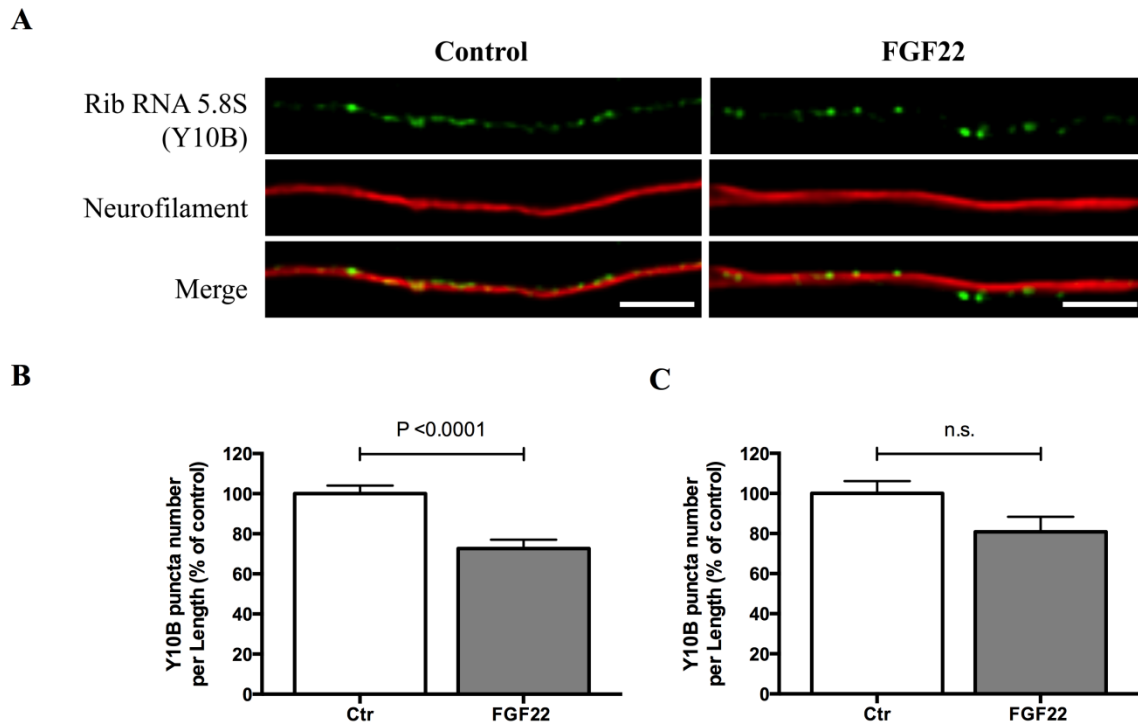 A
Control
FGF22
Rib RNA 5.8S
(Y10B)
Neurofilament
Merge
B
P <0.0001
Y10B puncta number
per Length (% of control)
120
100
80
60
40
20
0
Ctr
FGF22
C
n.s.
Y10B puncta number
per Length (% of control)
120
100
80
60
40
20
0
Ctr
FGF22